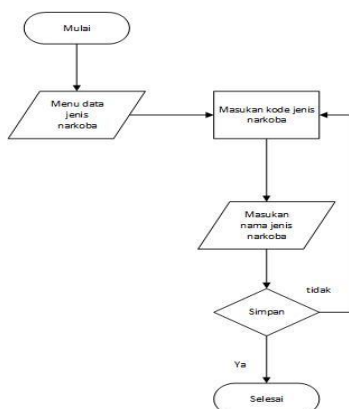 Mulai
Menu data
jenis
narkoba
Masukan kode jenis
narkoba
Masukan
nama jenis
narkoba
tidak
Simpan
Ya
Selesai